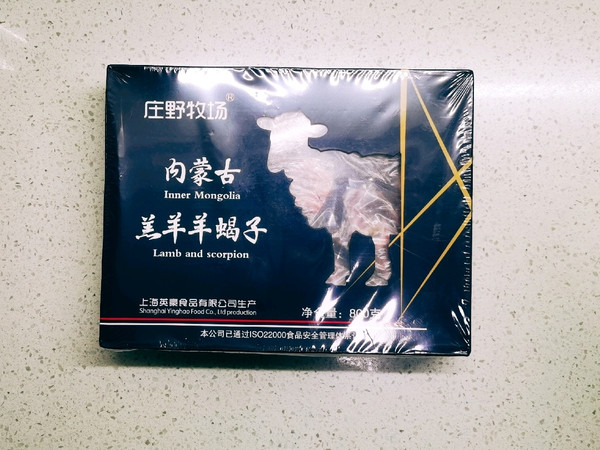 庄野牧场®
内蒙古
Inner Mongolia
羔羊羊蝎子
Lamb and scorpion
上海英豪食品有限公司生产
Shanghai Yinghao Food Co., Ltd production
净含量：800克
本公司已通过ISO22000食品安全管理体系